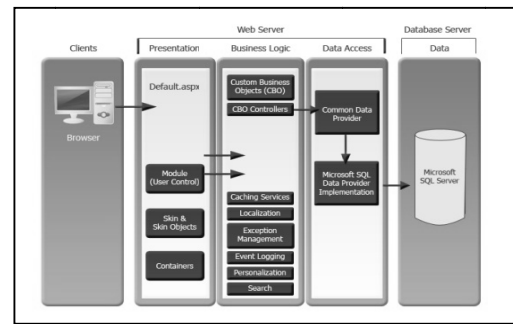 Web Server
Database Server
Clients
Presentation
Business Logic
Data Access
Data
Browser
Default.aspx
Module
(User Control)
Skin &
Skin Objects
Containers
Custom Business
Objects (CBO)
CBO Controllers
Caching Services
Localization
Exception
Management
Event Logging
Personalization
Search
Common Data
Provider
Microsoft SQL
Data Provider
Implementation
Microsoft
SQL Server